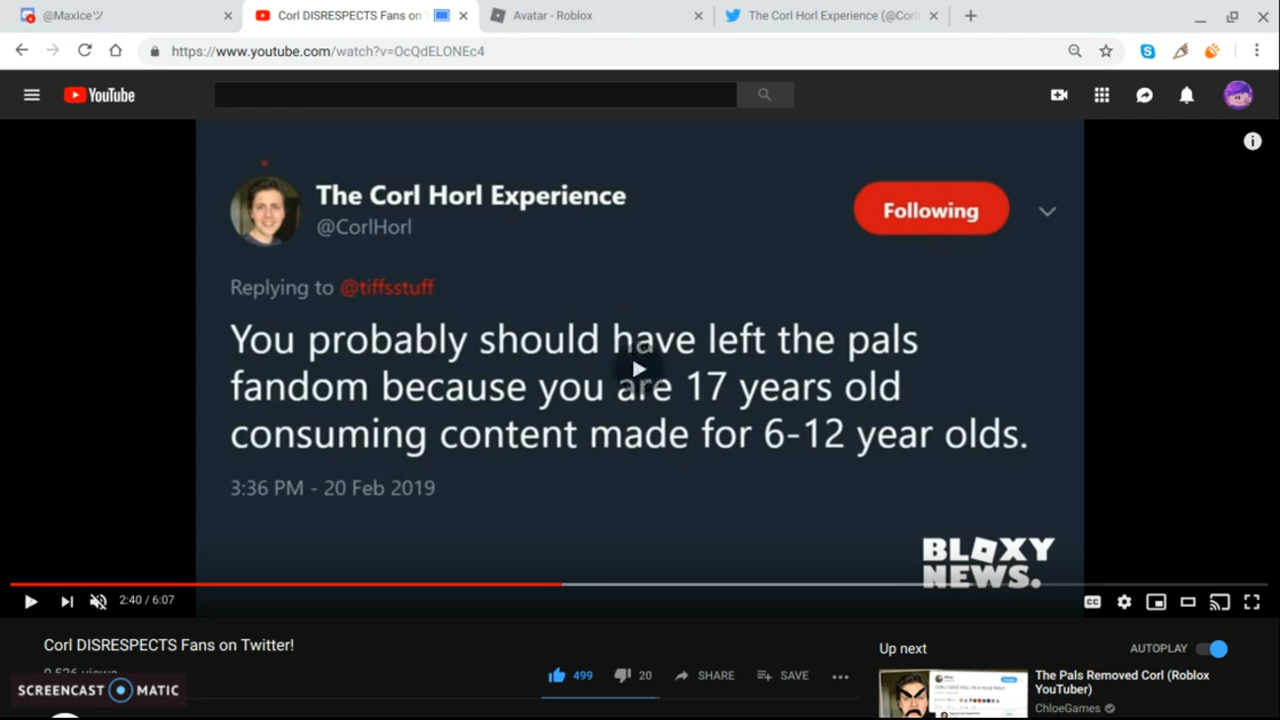 @MaxIceツ
Corl DISRESPECTS Fans on
Avatar - Roblox
The Corl Horl Experience (@Corl
https://www.youtube.com/watch?v=OcQdELONEc4
YouTube
The Corl Horl Experience
@CorlHorl
Following
Replying to @tiffsstuff
You probably should have left the pals
fandom because you are 17 years old
consuming content made for 6-12 year olds.
3:36 PM - 20 Feb 2019
BLOXY
NEWS.
2:40 / 6:07
CC
Corl DISRESPECTS Fans on Twitter!
Up next
AUTOPLAY
views
499
20
SHARE
SAVE
SCREENCAST MATIC
The Pals Removed Corl (Roblox
YouTuber)
ChloeGames